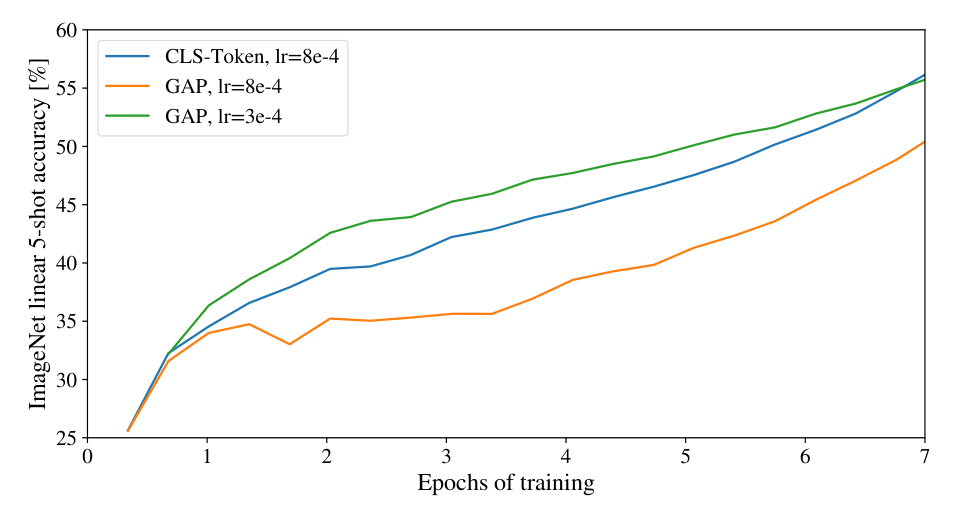 60
55
50
45
40
35
30
25
ImageNet linear 5-shot accuracy [%]
CLS-Token, lr=8e-4
GAP, lr=8e-4
GAP, lr=3e-4
0 1 2 3 4 5 6 7
Epochs of training